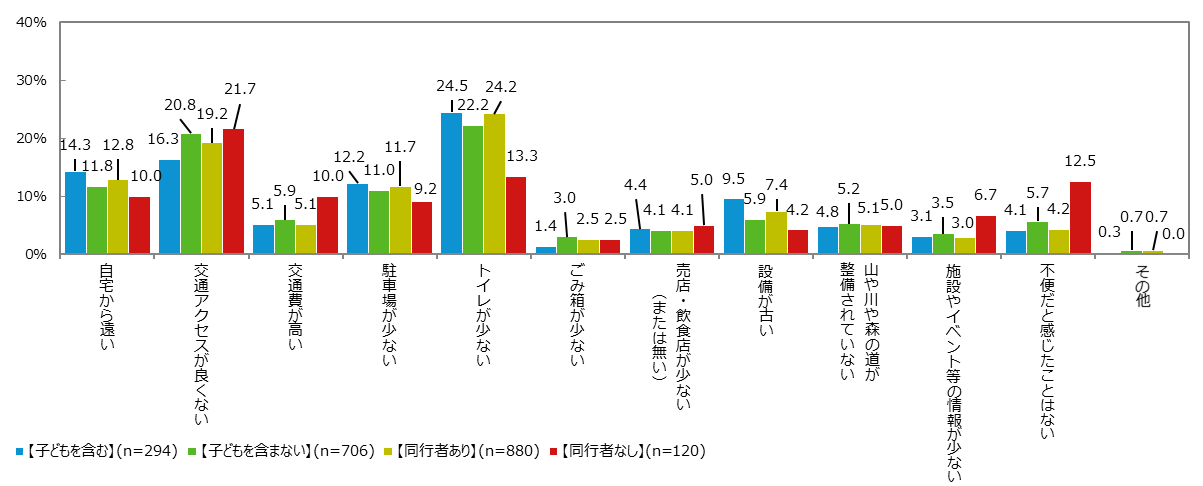 40%
30%
20%
10%
0%
14.3 11.8 12.8 10.0
16.3 20.8 19.2 21.7
5.1 5.9 5.1 10.0
12.2 11.0 11.7 9.2
24.5 22.2 24.2 13.3
1.4 3.0 2.5 2.5
4.4 4.1 4.1 5.0
9.5 5.9 7.4 4.2
4.8 5.2 5.1 5.0
3.1 3.5 3.0 6.7
4.1 5.7 4.2 12.5
0.3 0.7 0.7 0.0
自宅から遠い
交通アクセスが良くない
交通費が高い
駐車場が少ない
トイレが少ない
ごみ箱が少ない
売店・飲食店が少ない
（または無い）
設備が古い
山や川や森の道が
整備されていない
施設やイベント等の情報が少ない
不便だと感じたことはない
その他
【子どもを含む】(n=294) 【子どもを含まない】(n=706) 【同行者あり】(n=880) 【同行者なし】(n=120)